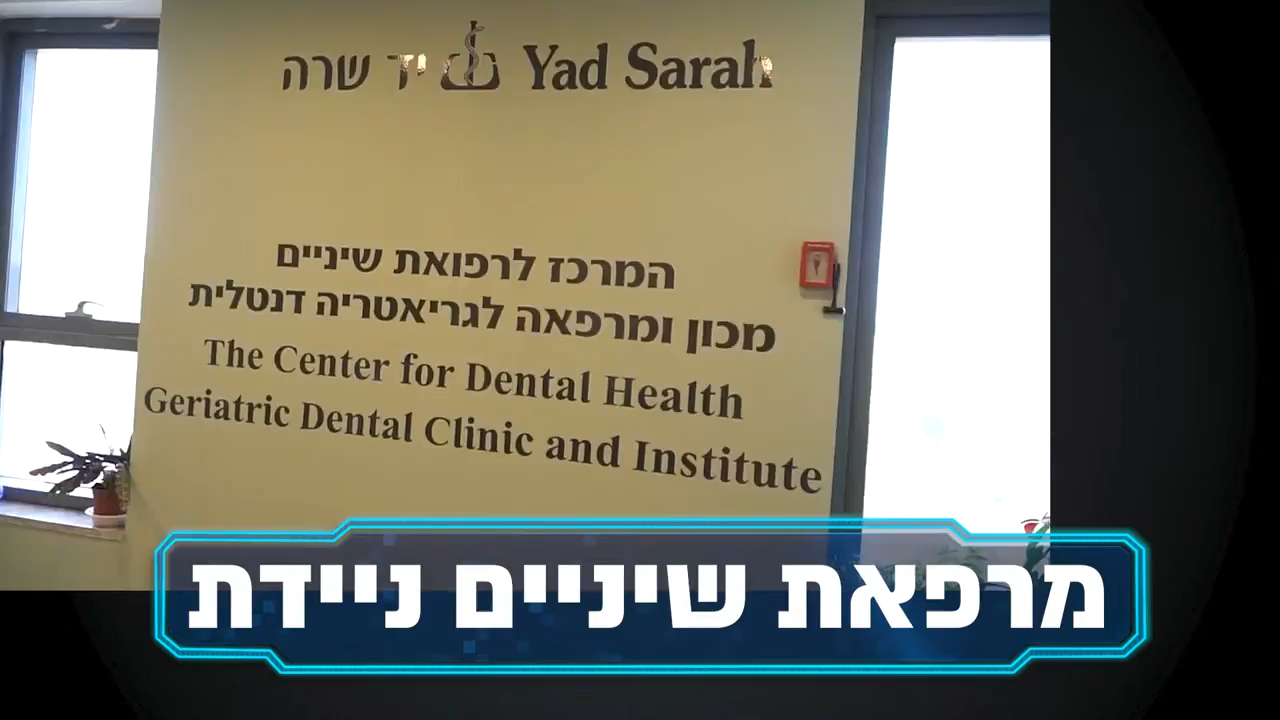 יד שרה Yad Sarah
המרכז לרפואת שיניים
מכון ומרפאה לגריאטריה דנטלית
The Center for Dental Health
Geriatric Dental Clinic and Institute
מרפאת שיניים ניידת